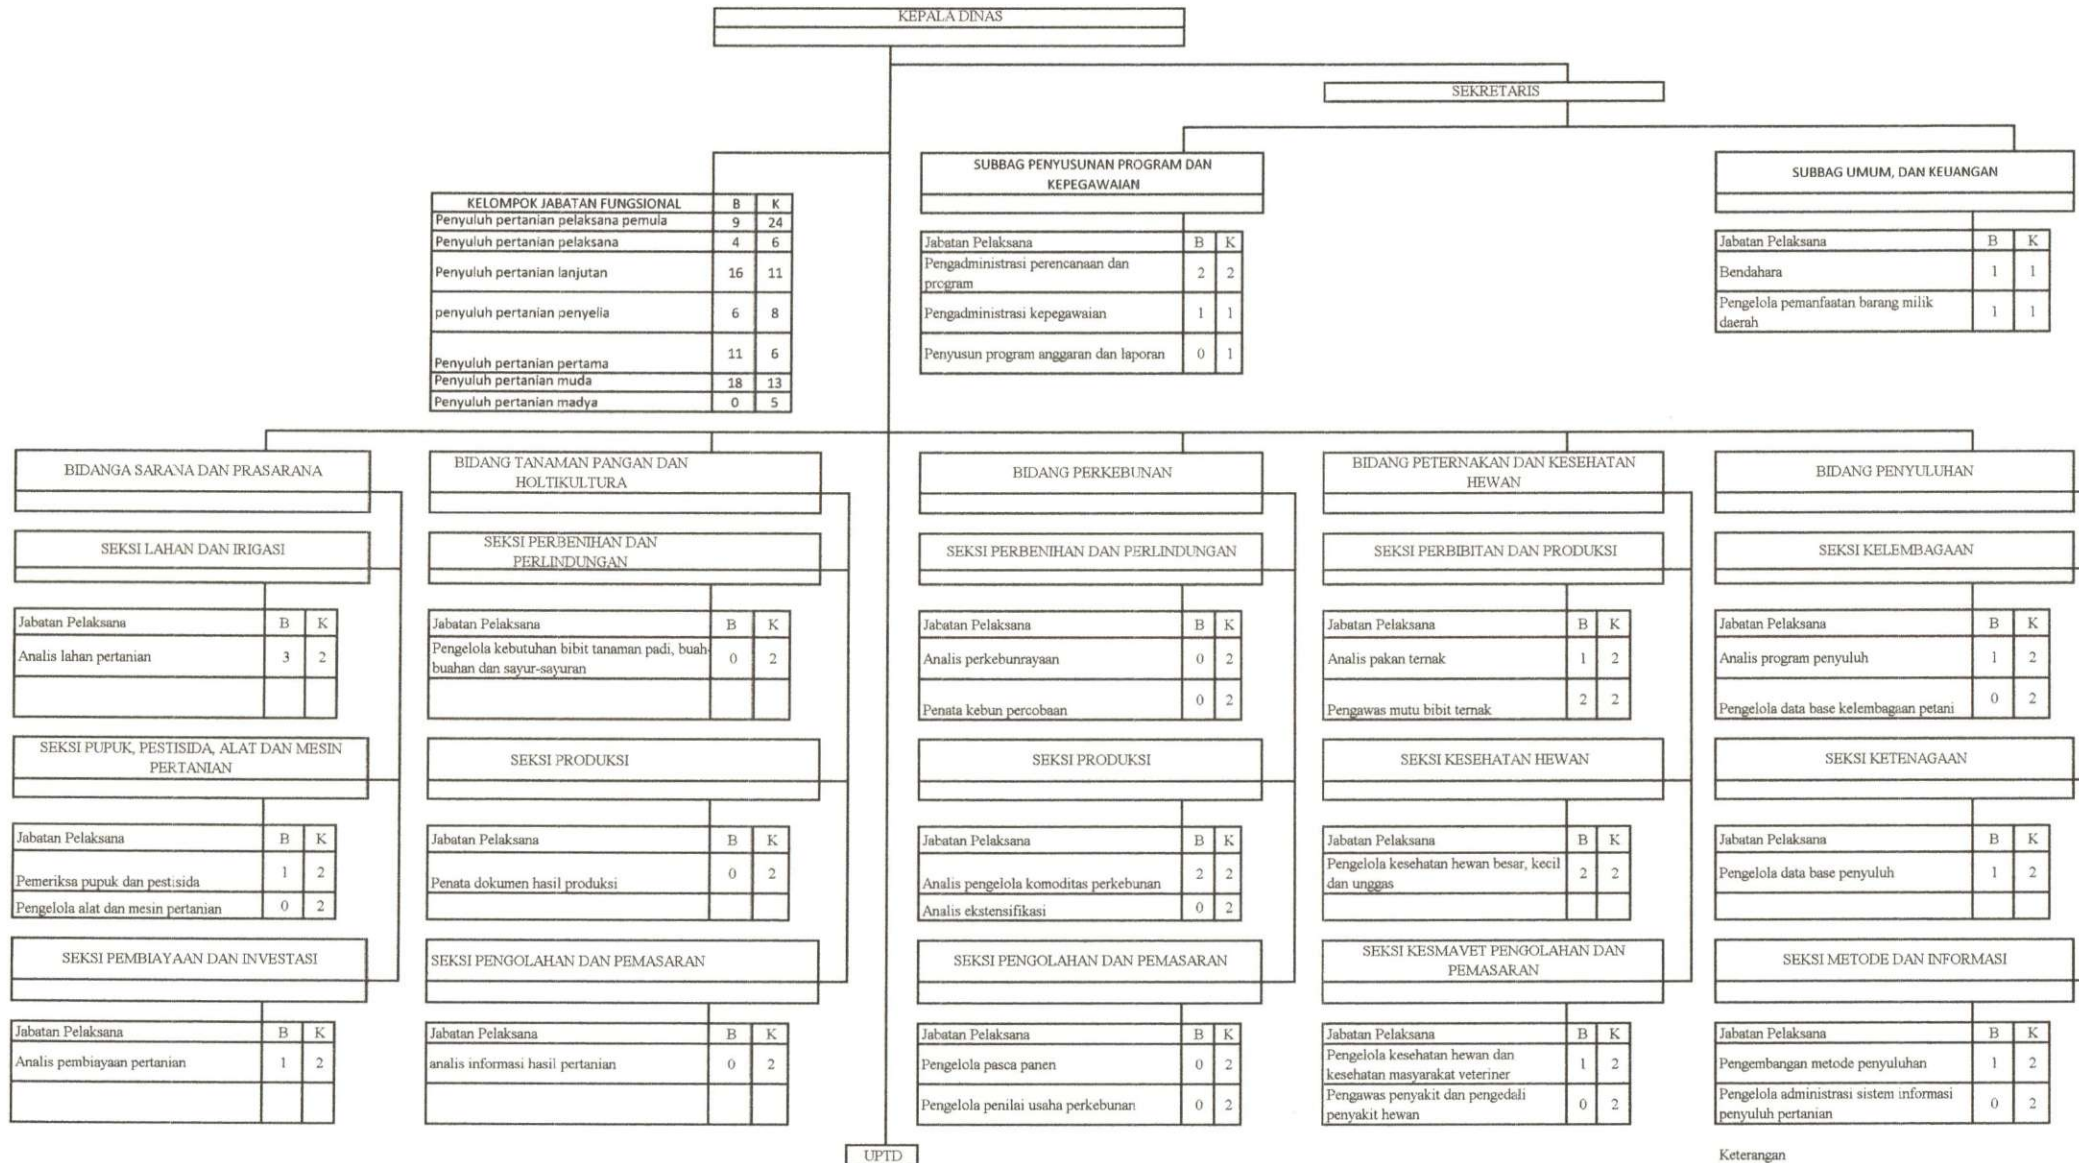 KEPALA DINAS
SEKRETARIS
SUBBAG PENYUSUNAN PROGRAM DAN
KEPEGAWAIAN
Jabatan Pelaksana B K
Pengadministrasi perencanaan dan
program 2 2
Pengadministrasi kepegawaian 1 1
Penyusun program anggaran dan laporan 0 1
SUBBAG UMUM, DAN KEUANGAN
Jabatan Pelaksana B K
Bendahara 1 1
Pengelola pemanfaatan barang milik
daerah 1 1
KELOMPOK JABATAN FUNGSIONAL B K
Penyuluh pertanian pelaksana pemula 9 24
Penyuluh pertanian pelaksana 4 6
Penyuluh pertanian lanjutan 16 11
penyuluh pertanian penyelia 6 8
Penyuluh pertanian pertama 11 6
Penyuluh pertanian muda 18 13
Penyuluh pertanian madya 0 5
BIDANGA SARANA DAN PRASARANA
SEKSI LAHAN DAN IRIGASI
Jabatan Pelaksana B K
Analis lahan pertanian 3 2
SEKSI PUPUK, PESTISIDA, ALAT DAN MESIN
PERTANIAN
Jabatan Pelaksana B K
Pemeriksa pupuk dan pestisida 1 2
Pengelola alat dan mesin pertanian 0 2
SEKSI PEMBIAYAAN DAN INVESTASI
Jabatan Pelaksana B K
Analis pembiayaan pertanian 1 2
BIDANG TANAMAN PANGAN DAN
HOLTIKULTURA
SEKSI PERBENIHAN DAN
PERLINDUNGAN
Jabatan Pelaksana B K
Pengelola kebutuhan bibit tanaman padi, buah-
buahan dan sayur-sayuran 0 2
SEKSI PRODUKSI
Jabatan Pelaksana B K
Penata dokumen hasil produksi 0 2
SEKSI PENGOLAHAN DAN PEMASARAN
Jabatan Pelaksana B K
analis informasi hasil pertanian 0 2
BIDANG PERKEBUNAN
SEKSI PERBENIHAN DAN PERLINDUNGAN
Jabatan Pelaksana B K
Analis perkebunrayaan 0 2
Penata kebun percobaan 0 2
SEKSI PRODUKSI
Jabatan Pelaksana B K
Analis pengelola komoditas perkebunan 2 2
Analis ekstensifikasi 0 2
SEKSI PENGOLAHAN DAN PEMASARAN
Jabatan Pelaksana B K
Pengelola pasca panen 0 2
Pengelola penilai usaha perkebunan 0 2
BIDANG PETERNAKAN DAN KESEHATAN
HEWAN
SEKSI PERBIBITAN DAN PRODUKSI
Jabatan Pelaksana B K
Analis pakan ternak 1 2
Pengawas mutu bibit ternak 2 2
SEKSI KESEHATAN HEWAN
Jabatan Pelaksana B K
Pengelola kesehatan hewan besar, kecil
dan unggas 2 2
SEKSI KESMAVET PENGOLAHAN DAN
PEMASARAN
Jabatan Pelaksana B K
Pengelola kesehatan hewan dan
kesehatan masyarakat veteriner 1 2
Pengawas penyakit dan pengedali
penyakit hewan 0 2
BIDANG PENYULUHAN
SEKSI KELEMBAGAAN
Jabatan Pelaksana B K
Analis program penyuluh 1 2
Pengelola data base kelembagaan petani 0 2
SEKSI KETENAGAAN
Jabatan Pelaksana B K
Pengelola data base penyuluh 1 2
SEKSI METODE DAN INFORMASI
Jabatan Pelaksana B K
Pengembangan metode penyuluhan 1 2
Pengelola administrasi sistem informasi
penyuluh pertanian 0 2
UPTD
Keterangan